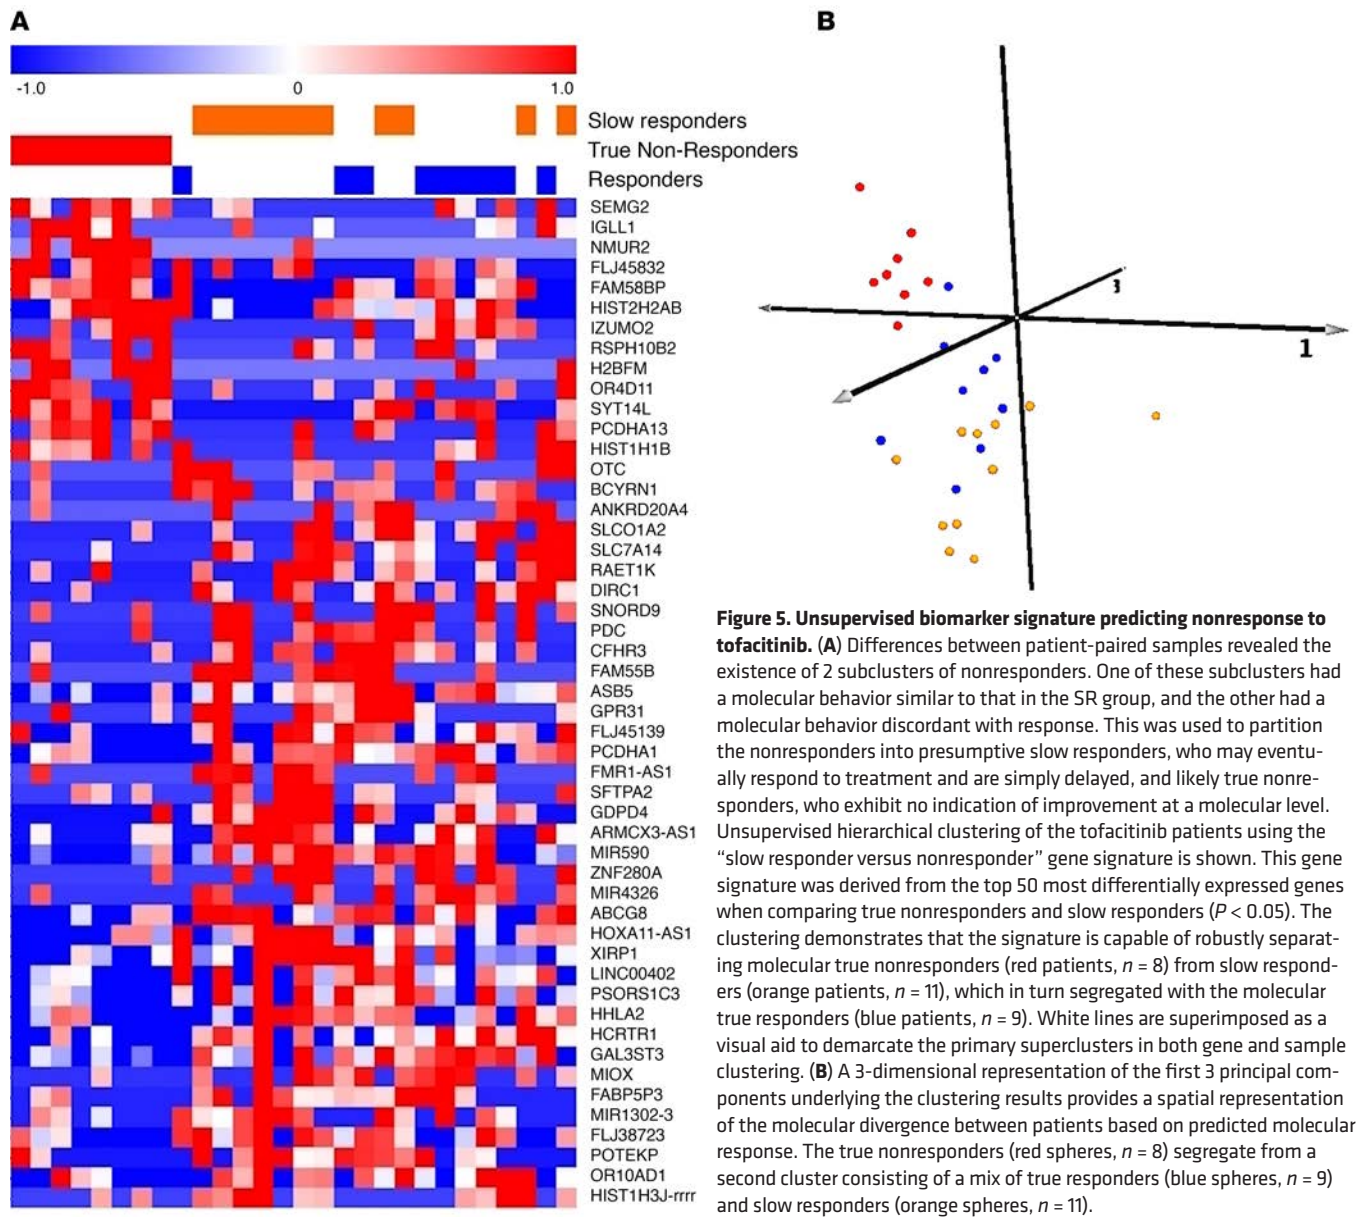 A
-1.0 0 1.0
Slow responders
True Non-Responders
Responders
SEMG2
IGLL1
NMUR2
FLJ45832
FAM58BP
HIST2H2AB
IZUMO2
RSPH10B2
H2BFM
OR4D11
SYT14L
PCDHA13
HIST1H1B
OTC
BCYRN1
ANKRD20A4
SLCO1A2
SLC7A14
RAET1K
DIRC1
SNORD9
PDC
CFHR3
FAM55B
ASB5
GPR31
FLJ45139
PCDHA1
FMR1-AS1
SFTPA2
GDPD4
ARMCX3-AS1
MIR590
ZNF280A
MIR4326
ABCG8
HOXA11-AS1
XIRP1
LINC00402
PSORS1C3
HHLA2
HCRTR1
GAL3ST3
MIOX
FABP5P3
MIR1302-3
FLJ38723
POTEKP
OR10AD1
HIST1H3J-rrrr
B
3
1
Figure 5. Unsupervised biomarker signature predicting nonresponse to
tofacitinib. (A) Differences between patient-paired samples revealed the
existence of 2 subclusters of nonresponders. One of these subclusters had
a molecular behavior similar to that in the SR group, and the other had a
molecular behavior discordant with response. This was used to partition
the nonresponders into presumptive slow responders, who may eventu-
ally respond to treatment and are simply delayed, and likely true nonre-
sponders, who exhibit no indication of improvement at a molecular level.
Unsupervised hierarchical clustering of the tofacitinib patients using the
“slow responder versus nonresponder” gene signature is shown. This gene
signature was derived from the top 50 most differentially expressed genes
when comparing true nonresponders and slow responders (P < 0.05). The
clustering demonstrates that the signature is capable of robustly separat-
ing molecular true nonresponders (red patients, n = 8) from slow respond-
ers (orange patients, n = 11), which in turn segregated with the molecular
true responders (blue patients, n = 9). White lines are superimposed as a
visual aid to demarcate the primary superclusters in both gene and sample
clustering. (B) A 3-dimensional representation of the first 3 principal com-
ponents underlying the clustering results provides a spatial representation
of the molecular divergence between patients based on predicted molecular
response. The true nonresponders (red spheres, n = 8) segregate from a
second cluster consisting of a mix of true responders (blue spheres, n = 9)
and slow responders (orange spheres, n = 11).